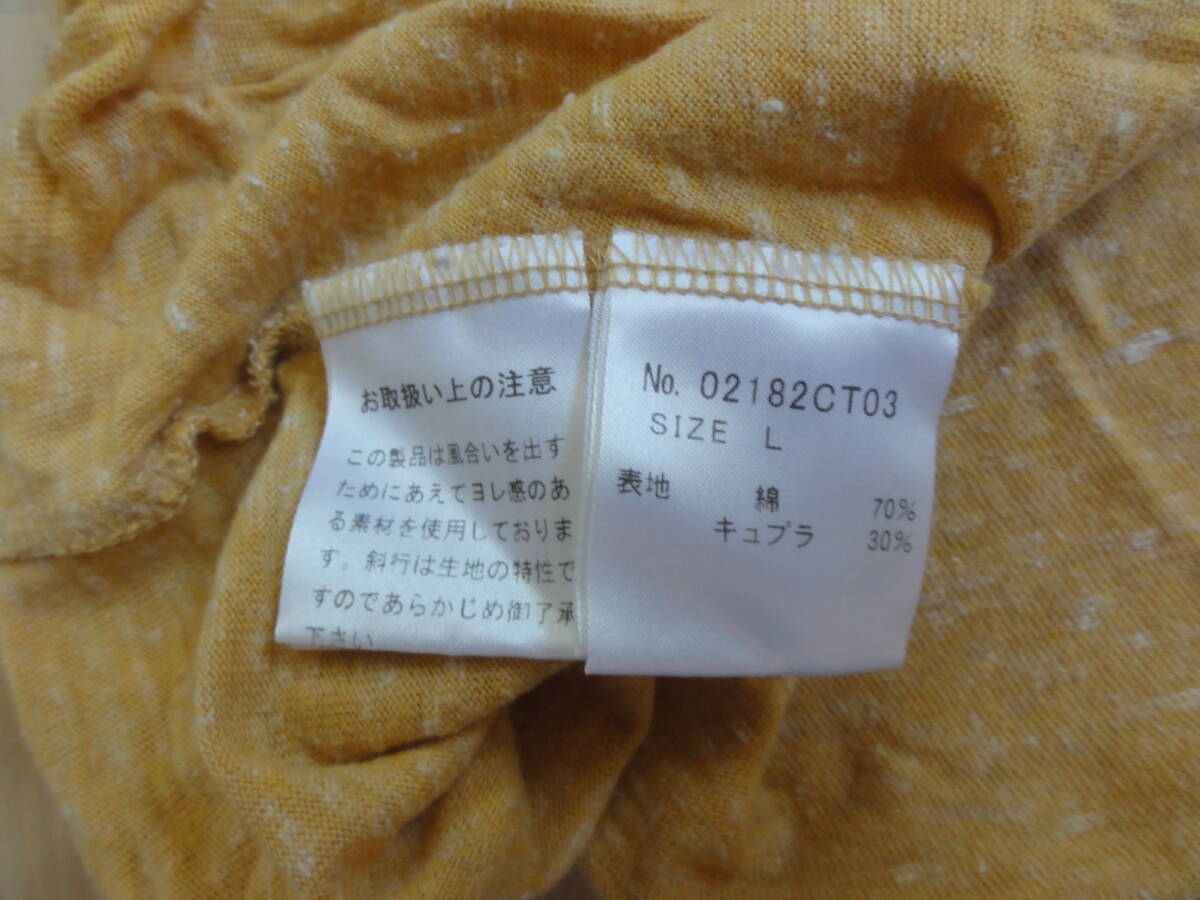 お取扱い上の注意
この製品は風合いを出す
ためにあえてヨレ感のあ
る素材を使用しておりま
す。斜行は生地の特性で
すのであらかじめ御了承
下さい
No. 02182CT03
SIZE L
表地 綿 70%
キュプラ 30%